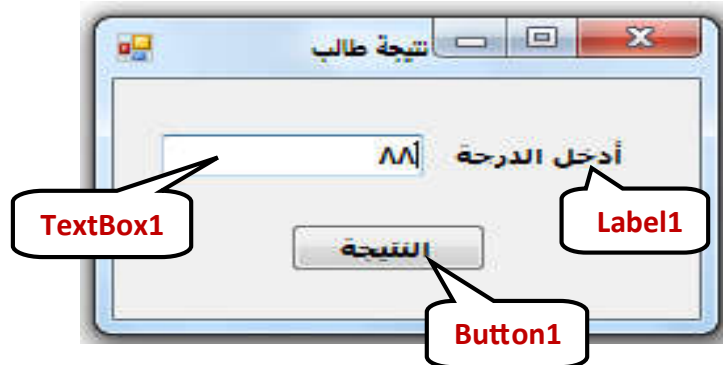 نتيجة طالب
أدخل الدرجة ٨٨
TextBox1
Label1
النتيجة
Button1